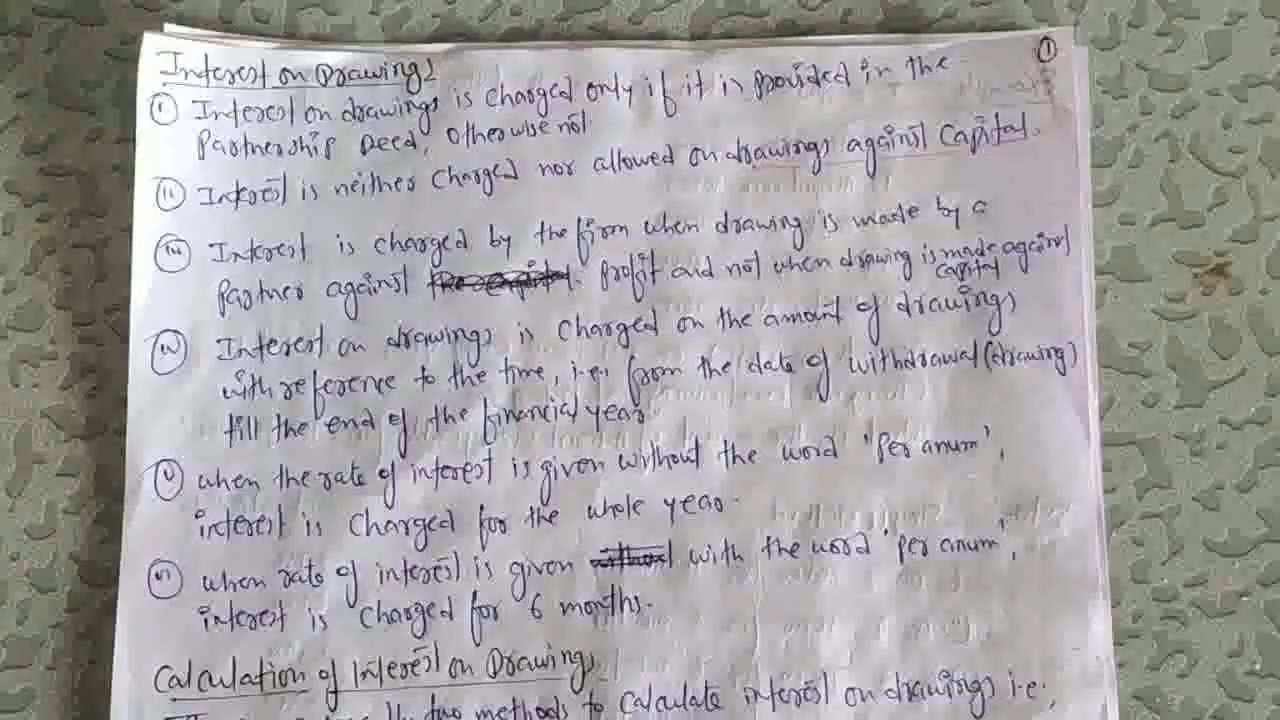 Interest on Drawings
①
(i) Interest on drawings is charged only if it is provided in the
Partnership Deed, otherwise not
(ii) Interest is neither charged nor allowed on drawings against Capital.
(iii) Interest is charged by the firm when drawing is made by a
Partner against profit and not when drawing is made against
capital
(iv) Interest on drawings is charged on the amount of drawings
with reference to the time, i.e. from the date of withdrawal (drawing)
till the end of the financial year.
(v) when the rate of interest is given without the word 'Per anum',
interest is charged for the whole year.
(vi) when rate of interest is given with the word 'per anum',
interest is charged for 6 months.
Calculation of Interest on Drawings
two methods to calculate interest on drawings i.e.,